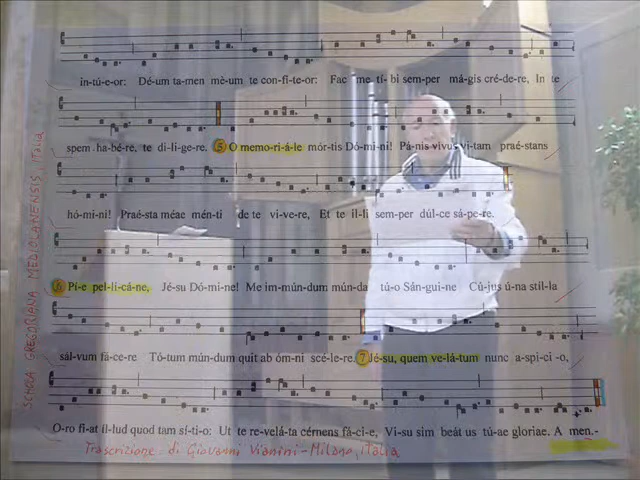 in-tú-e-or: Dé-um ta-men mè-um te con-fi-te-or: Fac me tí-bi sem-per má-gis cré-de-re, In te
spem ha-bé-re, te di-li-ge-re. 5 O memo-ri-á-le mór-tis Dó-mi-ni! Pá-nis vivus vi-tam praé-stans
hó-mi-ni! Praé-sta méae mén-ti de te vi-ve-re, Et te il-li sem-per dúl-ce sá-pe-re.
6 Pí-e pel-li-cá-ne, Jé-su Dó-mi-ne! Me im-mún-dum mún-da tú-o Sán-gui-ne Cú-jus ú-na stil-la
sál-vum fá-ce-re Tó-tum mún-dum quit ab óm-ni scé-le-re. 7 Jé-su, quem ve-lá-tum nunc a-spi-ci-o,
O-ro fi-at il-lud quod tam sí-ti-o: Ut te re-ve-lá-ta cérnens fá-ci-e, Ví-su sim beát us tú-ae gloriae. A men.-
Trascrizione di Giovanni Vianini-Milano, Italia
SCHOLA GREGORIANA MEDIOLANENSIS, Italia